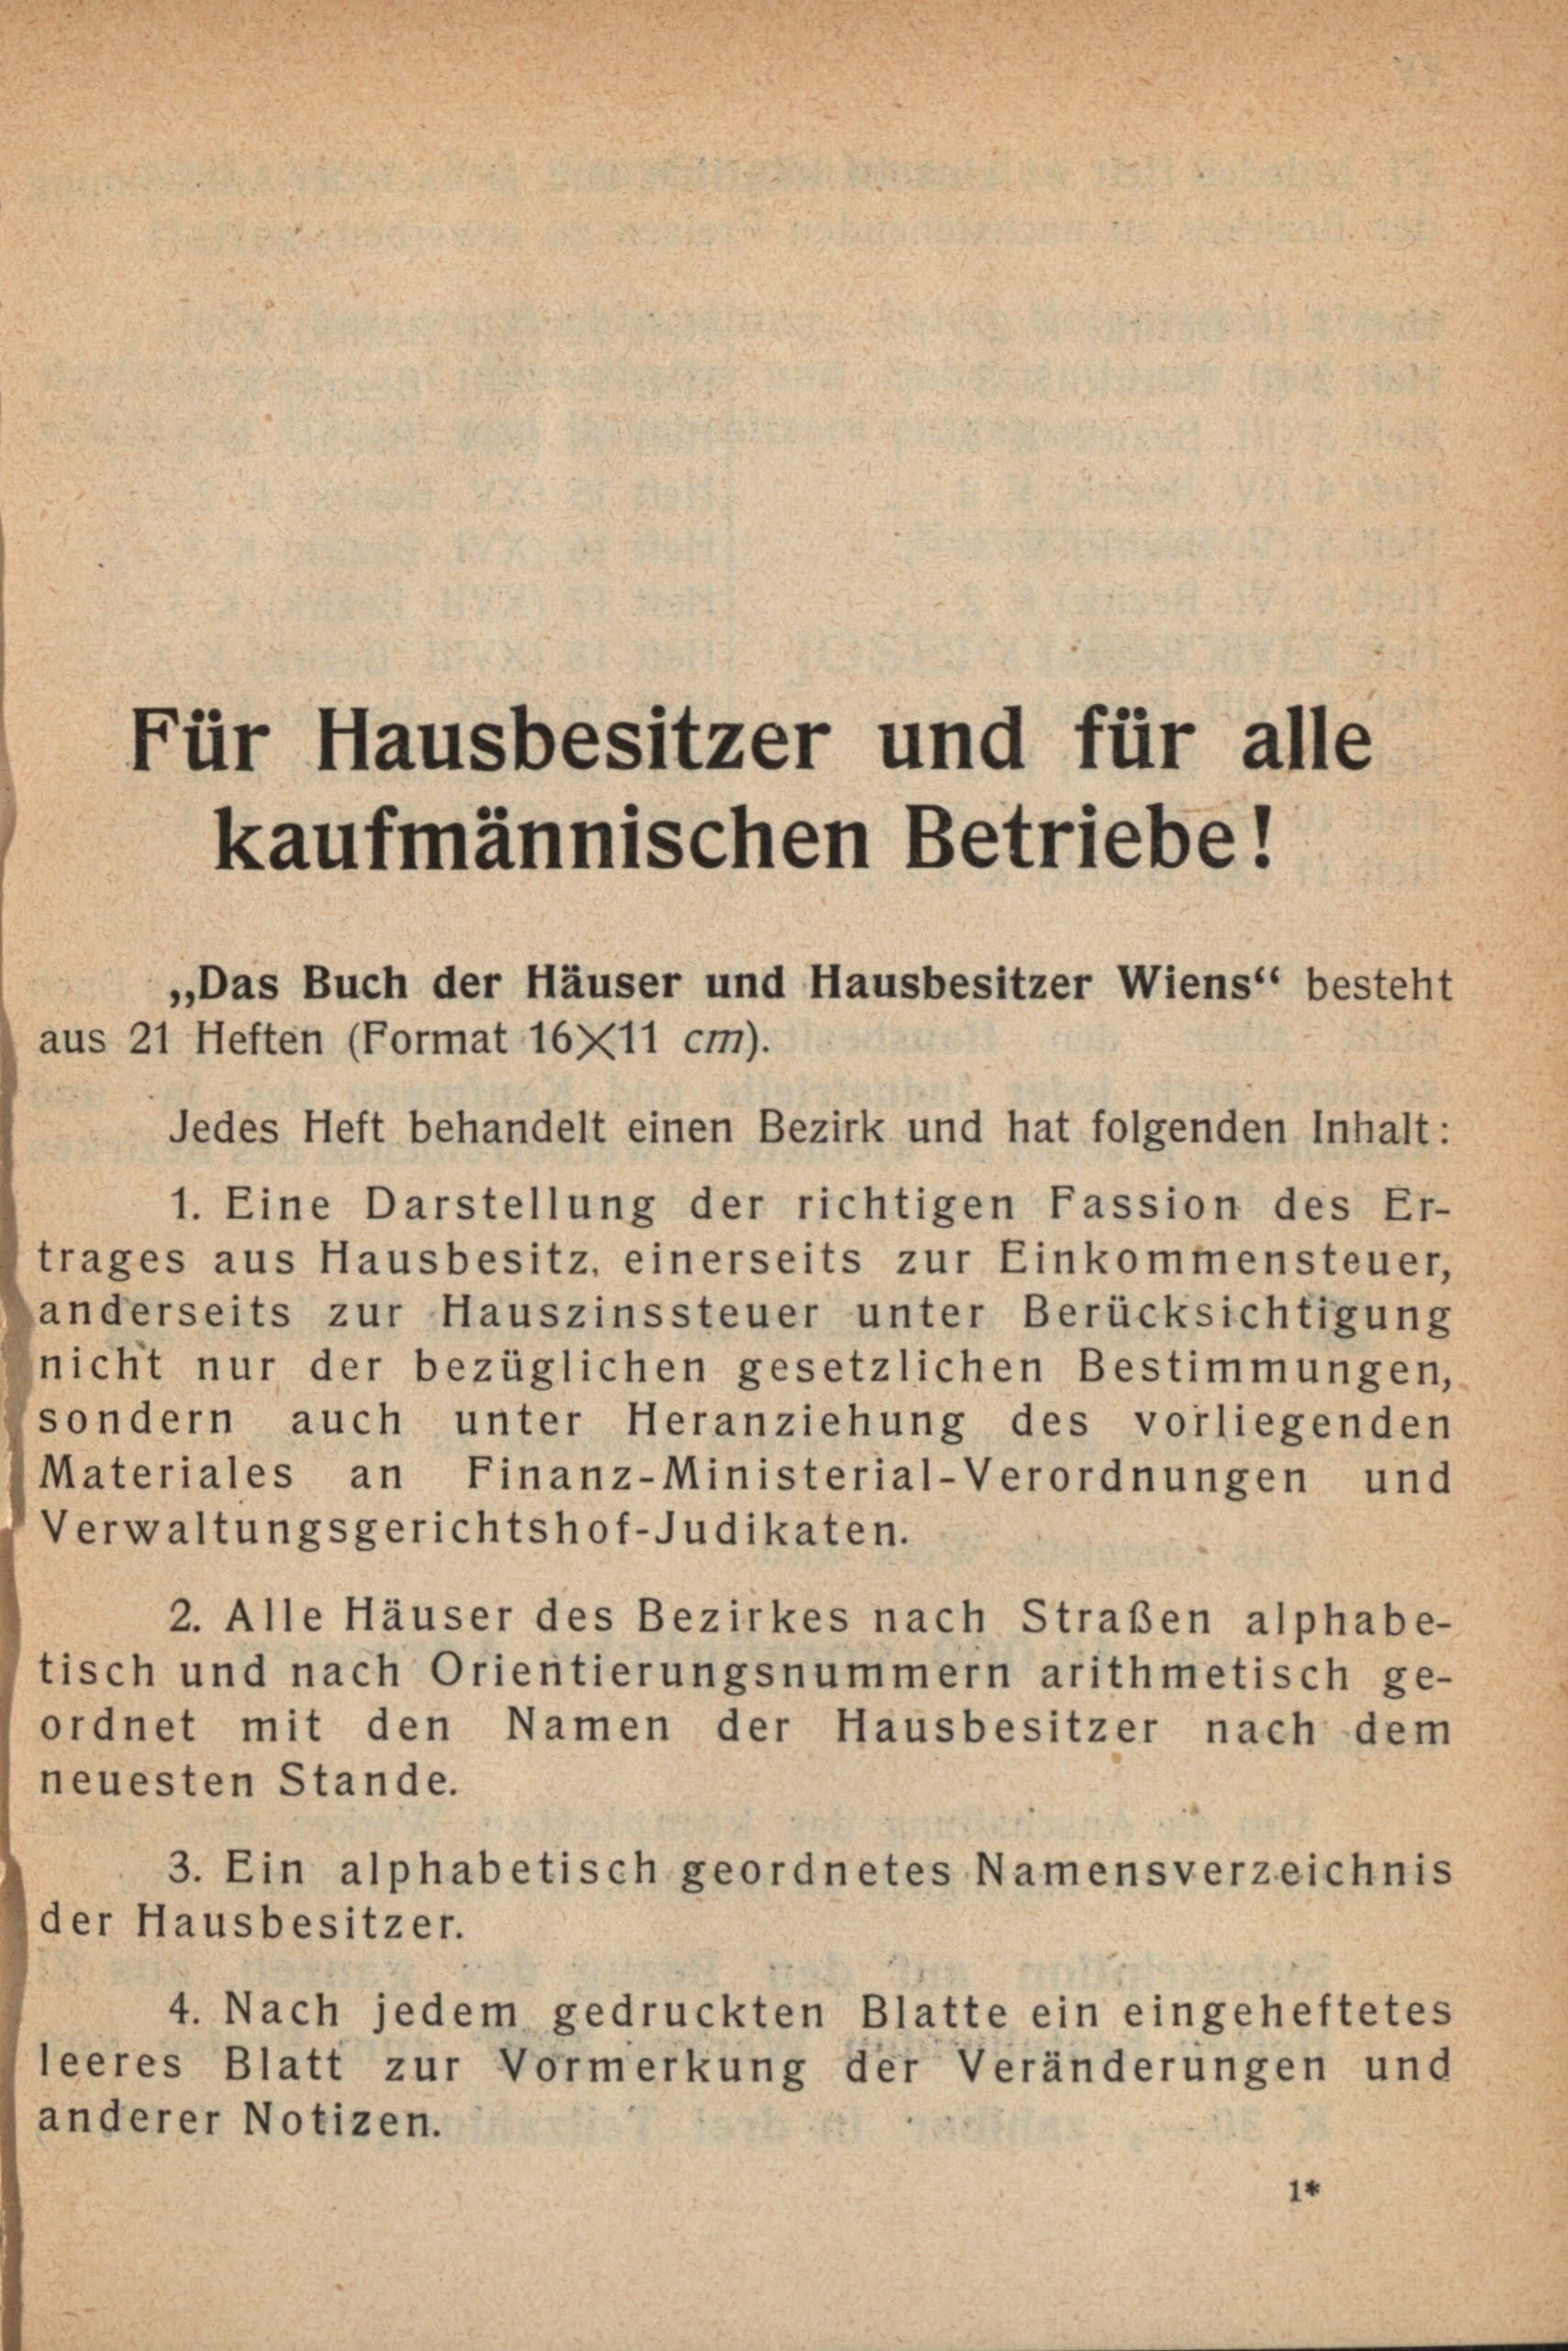 Für Hausbesitzer und für alle
kaufmännischen Betriebe!
„Das Buch der Häuser und Hausbesitzer Wiens“ besteht
aus 21 Heften (Format 16×11 cm).
Jedes Heft behandelt einen Bezirk und hat folgenden Inhalt:
1. Eine Darstellung der richtigen Fassion des Er-
trages aus Hausbesitz, einerseits zur Einkommensteuer,
anderseits zur Hauszinssteuer unter Berücksichtigung
nicht nur der bezüglichen gesetzlichen Bestimmungen,
sondern auch unter Heranziehung des vorliegenden
Materiales an Finanz-Ministerial-Verordnungen und
Verwaltungsgerichtshof-Judikaten.
2. Alle Häuser des Bezirkes nach Straßen alphabe-
tisch und nach Orientierungsnummern arithmetisch ge-
ordnet mit den Namen der Hausbesitzer nach dem
neuesten Stande.
3. Ein alphabetisch geordnetes Namensverzeichnis
der Hausbesitzer.
4. Nach jedem gedruckten Blatte ein eingeheftetes
leeres Blatt zur Vormerkung der Veränderungen und
anderer Notizen.
1*